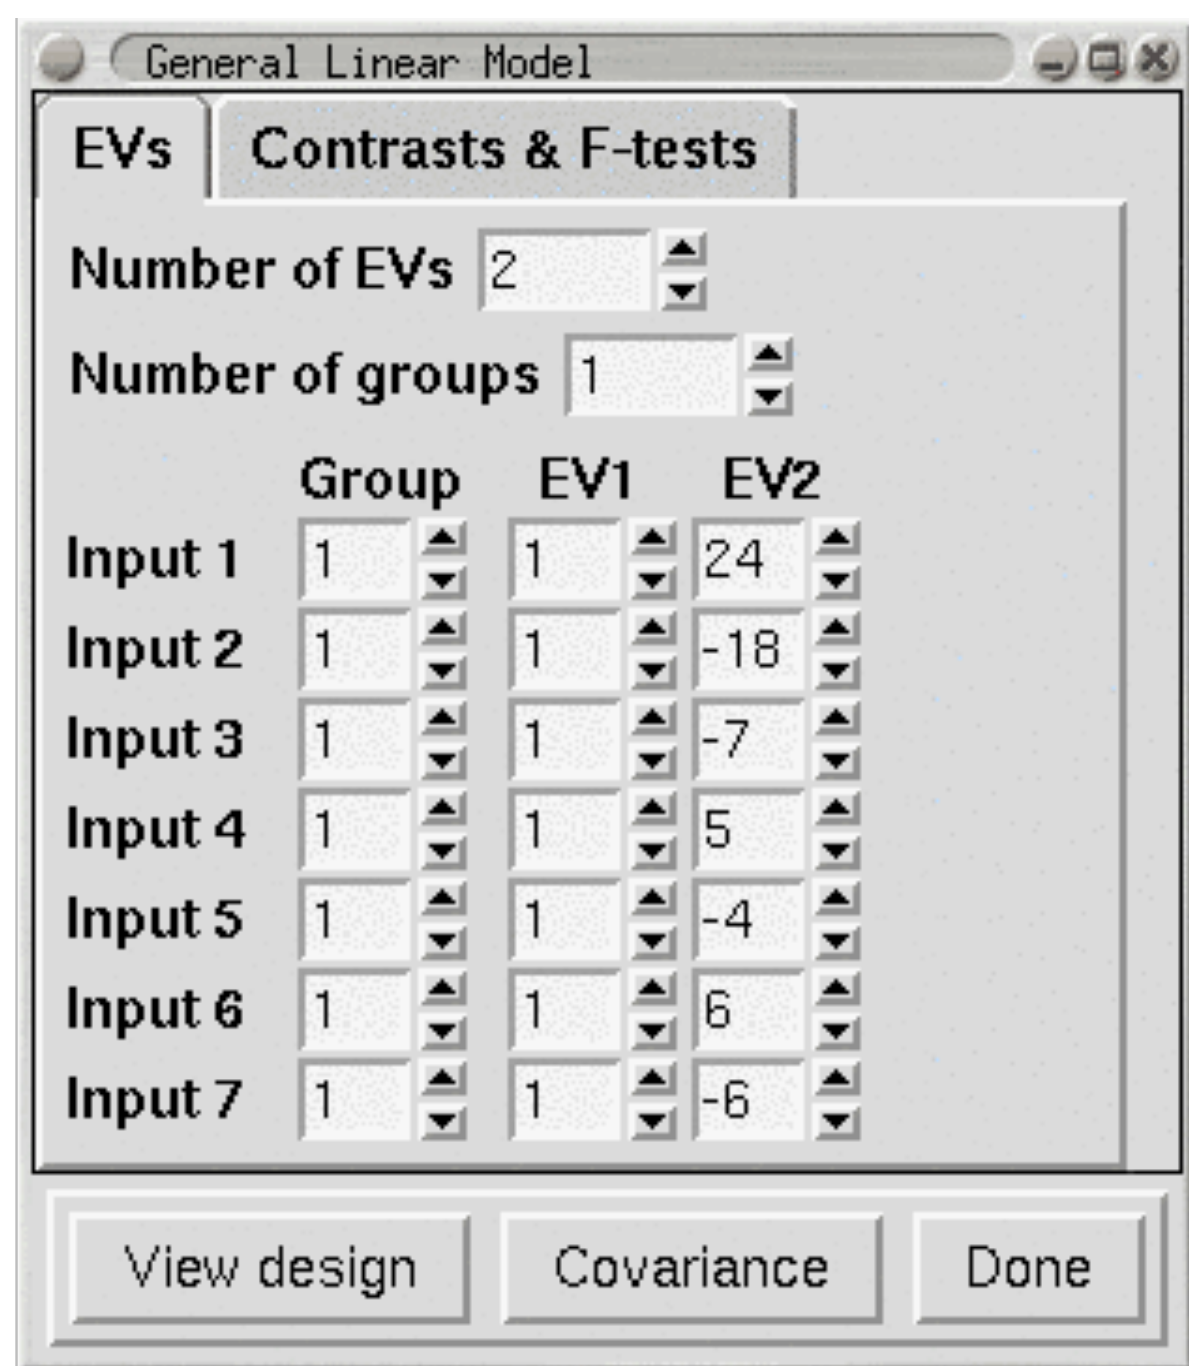 General Linear Model
EVs Contrasts & F-tests
Number of EVs 2
Number of groups 1
Group EV1 EV2
Input 1 1 1 24
Input 2 1 1 -18
Input 3 1 1 -7
Input 4 1 1 5
Input 5 1 1 -4
Input 6 1 1 6
Input 7 1 1 -6
View design Covariance Done